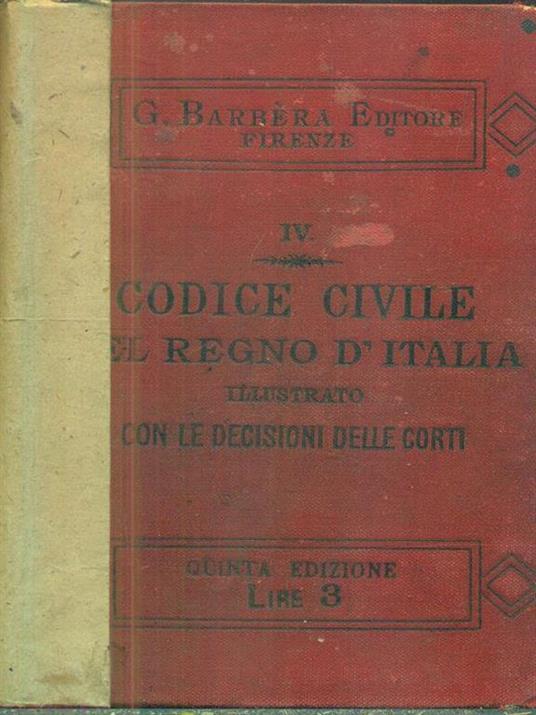 G. BARBÈRA EDITORE
FIRENZE
IV.
CODICE CIVILE
EL REGNO D'ITALIA
ILLUSTRATO
CON LE DECISIONI DELLE CORTI
QUINTA EDIZIONE
LIRE 3